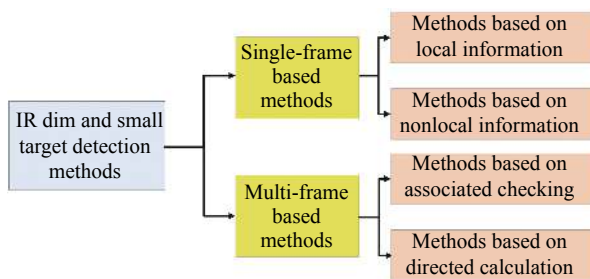 IR dim and small
target detection
methods
Single-frame
based
methods
Methods based on
local information
Methods based on
nonlocal information
Multi-frame
based
methods
Methods based on
associated checking
Methods based on
directed calculation